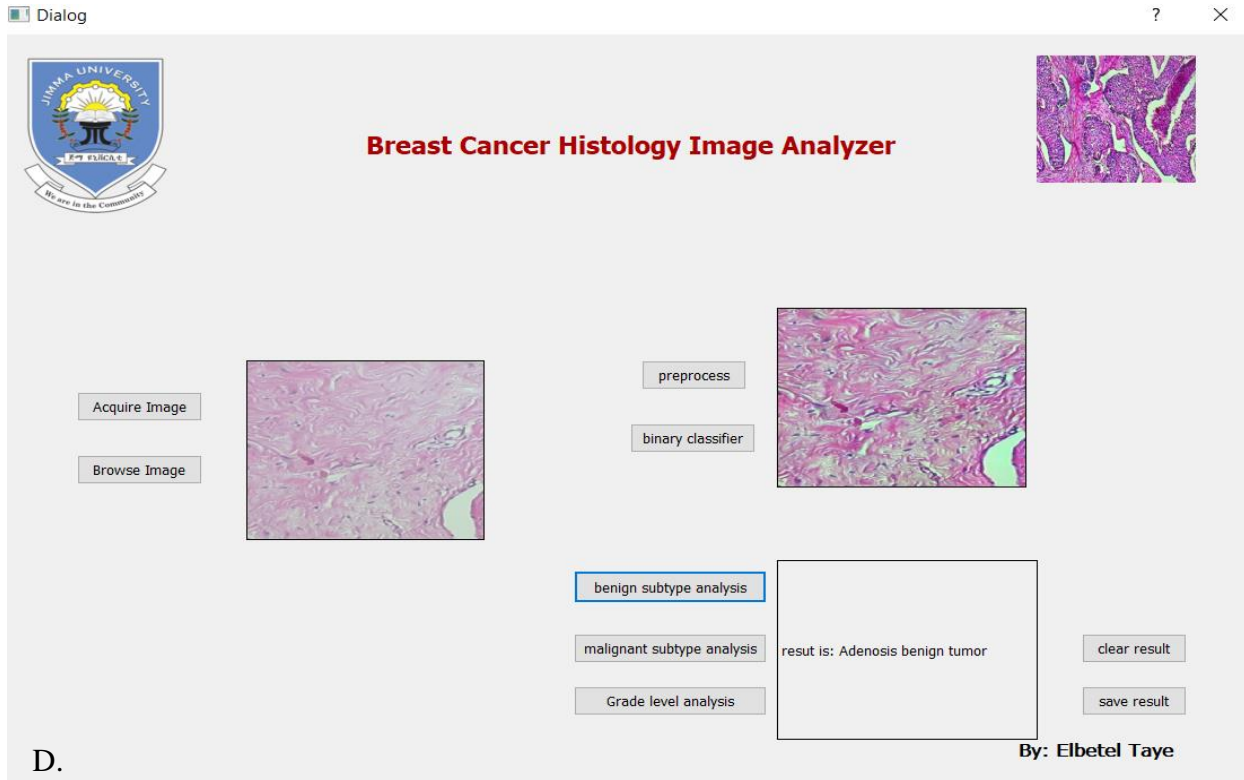 Dialog
?
JIMMA UNIVERSITY
We are in the Community
Breast Cancer Histology Image Analyzer
Acquire Image
Browse Image
preprocess
binary classifier
benign subtype analysis
malignant subtype analysis
Grade level analysis
resut is: Adenosis benign tumor
clear result
save result
By: Elbetel Taye
D.